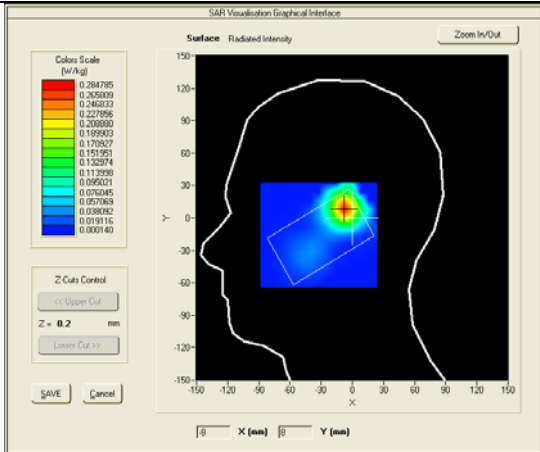 SAR Visualisation Graphical Interface
Surface Radiated Intensity
Zoom In/Out
Colors Scale
(W/kg)
0.284785
0.265809
0.246833
0.227856
0.208880
0.189903
0.170927
0.151951
0.132974
0.113998
0.095021
0.076045
0.057069
0.038092
0.019116
0.000140
Z Cuts Control
<< Upper Cut
Z = 0.2 mm
Lower Cut >>
SAVE Cancel
150
120
90
60
30
0
-30
-60
-90
-120
-150
Y
-150 -120 -90 -60 -30 0 30 60 90 120 150
X
-8 X (mm) 8 Y (mm)